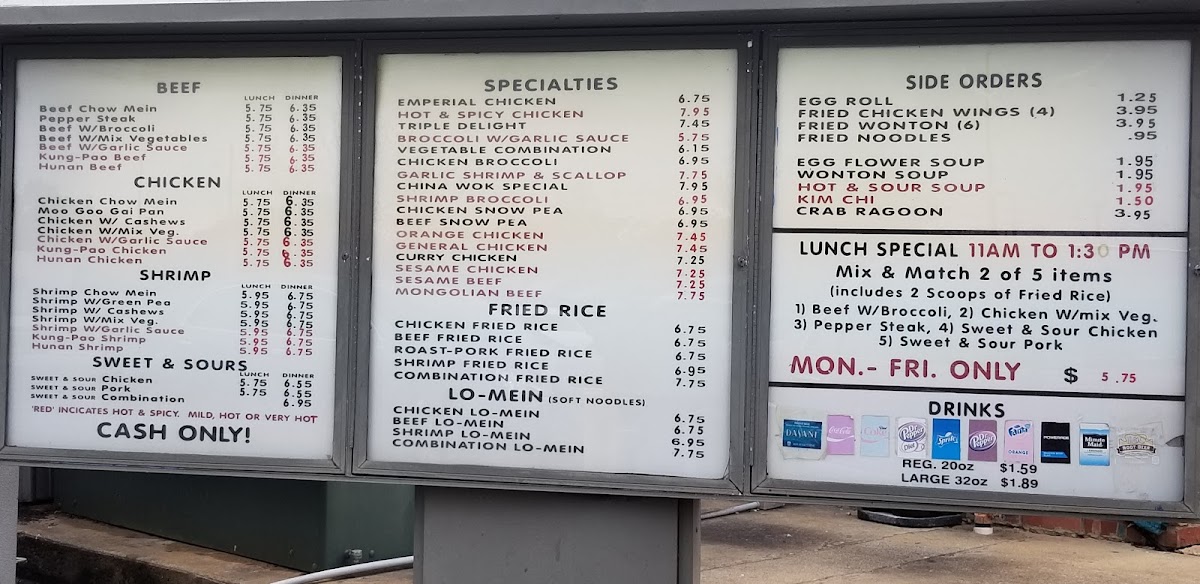 BEEF
LUNCH DINNER
Beef Chow Mein 5.75 6.35
Pepper Steak 5.75 6.35
Beef W/Broccoli 5.75 6.35
Beef W/Mix Vegetables 5.75 6.35
Beef W/Garlic Sauce 5.75 6.35
Kung-Pao Beef 5.75 6.35
Hunan Beef 5.75 6.35
CHICKEN
LUNCH DINNER
Chicken Chow Mein 5.75 6.35
Moo Goo Gai Pan 5.75 6.35
Chicken W/ Cashews 5.75 6.35
Chicken W/Mix Veg. 5.75 6.35
Chicken W/Garlic Sauce 5.75 6.35
Kung-Pao Chicken 5.75 6.35
Hunan Chicken 5.75 6.35
SHRIMP
LUNCH DINNER
Shrimp Chow Mein 5.95 6.75
Shrimp W/Green Pea 5.95 6.75
Shrimp W/ Cashews 5.95 6.75
Shrimp W/Mix Veg. 5.95 6.75
Shrimp W/Garlic Sauce 5.95 6.75
Kung-Pao Shrimp 5.95 6.75
Hunan Shrimp 5.95 6.75
SWEET & SOURS
LUNCH DINNER
SWEET & SOUR Chicken 5.75 6.55
SWEET & SOUR Pork 5.75 6.55
SWEET & SOUR Combination 6.95
'RED' INCICATES HOT & SPICY. MILD, HOT OR VERY HOT
CASH ONLY!
SPECIALTIES
EMPERIAL CHICKEN 6.75
HOT & SPICY CHICKEN 7.95
TRIPLE DELIGHT 7.45
BROCCOLI W/GARLIC SAUCE 5.75
VEGETABLE COMBINATION 6.15
CHICKEN BROCCOLI 6.95
GARLIC SHRIMP & SCALLOP 7.75
CHINA WOK SPECIAL 7.95
SHRIMP BROCCOLI 6.95
CHICKEN SNOW PEA 6.95
BEEF SNOW PEA 6.95
ORANGE CHICKEN 7.45
GENERAL CHICKEN 7.45
CURRY CHICKEN 7.25
SESAME CHICKEN 7.25
SESAME BEEF 7.25
MONGOLIAN BEEF 7.75
FRIED RICE
CHICKEN FRIED RICE 6.75
BEEF FRIED RICE 6.75
ROAST-PORK FRIED RICE 6.75
SHRIMP FRIED RICE 6.95
COMBINATION FRIED RICE 7.75
LO-MEIN (SOFT NOODLES)
CHICKEN LO-MEIN 6.75
BEEF LO-MEIN 6.75
SHRIMP LO-MEIN 6.95
COMBINATION LO-MEIN 7.75
SIDE ORDERS
EGG ROLL 1.25
FRIED CHICKEN WINGS (4) 3.95
FRIED WONTON (6) 3.95
FRIED NOODLES .95
EGG FLOWER SOUP 1.95
WONTON SOUP 1.95
HOT & SOUR SOUP 1.95
KIM CHI 1.50
CRAB RAGOON 3.95
LUNCH SPECIAL 11AM TO 1:30 PM
Mix & Match 2 of 5 items
(includes 2 Scoops of Fried Rice)
1) Beef W/Broccoli, 2) Chicken W/mix Veg.
3) Pepper Steak, 4) Sweet & Sour Chicken
5) Sweet & Sour Pork
MON.- FRI. ONLY $ 5.75
DRINKS
DASANI Coca-Cola Coke Dr Pepper Diet Sprite Dr Pepper Fanta ORANGE POWERADE Minute Maid ROOT BEER
REG. 20oz $1.59
LARGE 32oz $1.89